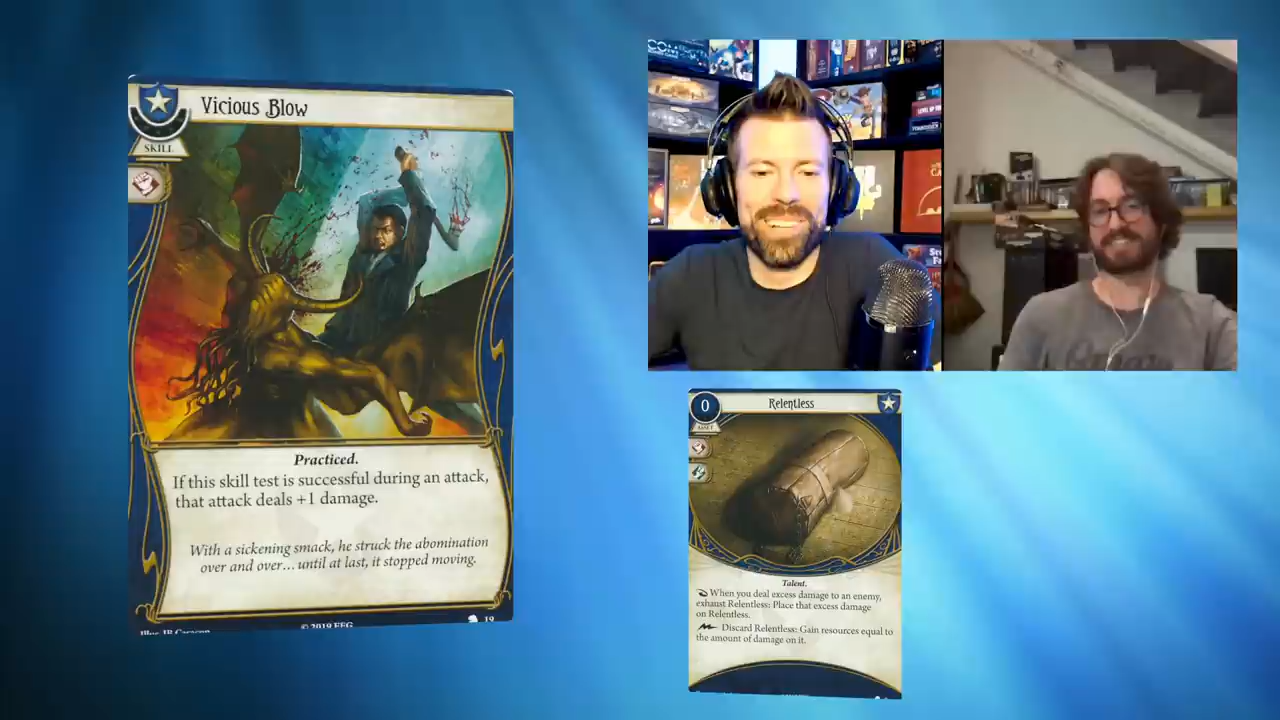 Vicious Blow
SKILL
Practiced.
If this skill test is successful during an attack,
that attack deals +1 damage.
With a sickening smack, he struck the abomination
over and over… until at last, it stopped moving.
© 2019 FFG
19
0
Relentless
ASSET
Talent.
When you deal excess damage to an enemy,
exhaust Relentless: Place that excess damage
on Relentless.
Discard Relentless: Gain resources equal to
the amount of damage on it.